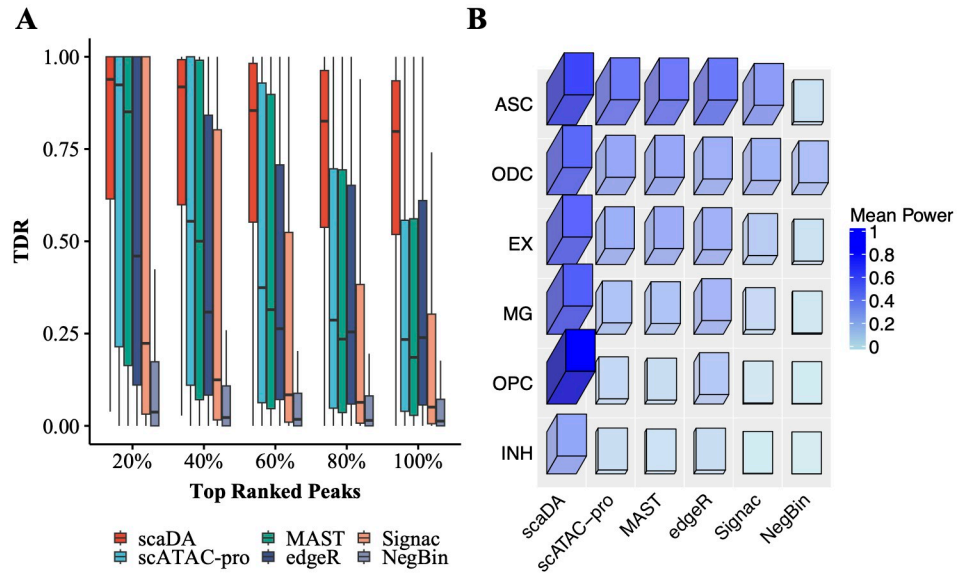 A
TDR
1.00
0.75
0.50
0.25
0.00
20% 40% 60% 80% 100%
Top Ranked Peaks
scaDA MAST Signac
scATAC-pro edgeR NegBin
B
ASC
ODC
EX
MG
OPC
INH
scaDA scATAC−pro MAST edgeR Signac NegBin
Mean Power
1
0.8
0.6
0.4
0.2
0